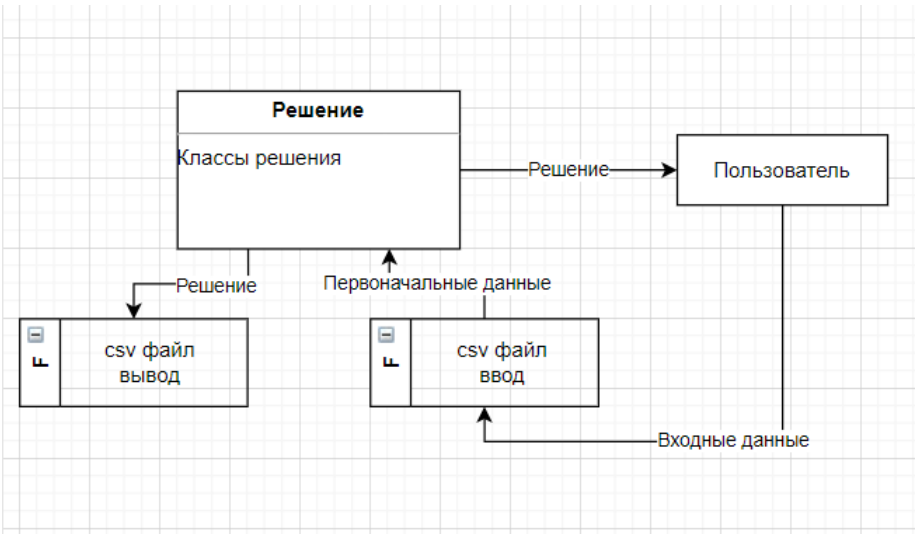 Решение
Классы решения
Решение
Пользователь
Решение
Первоначальные данные
F
csv файл
вывод
F
csv файл
ввод
Входные данные